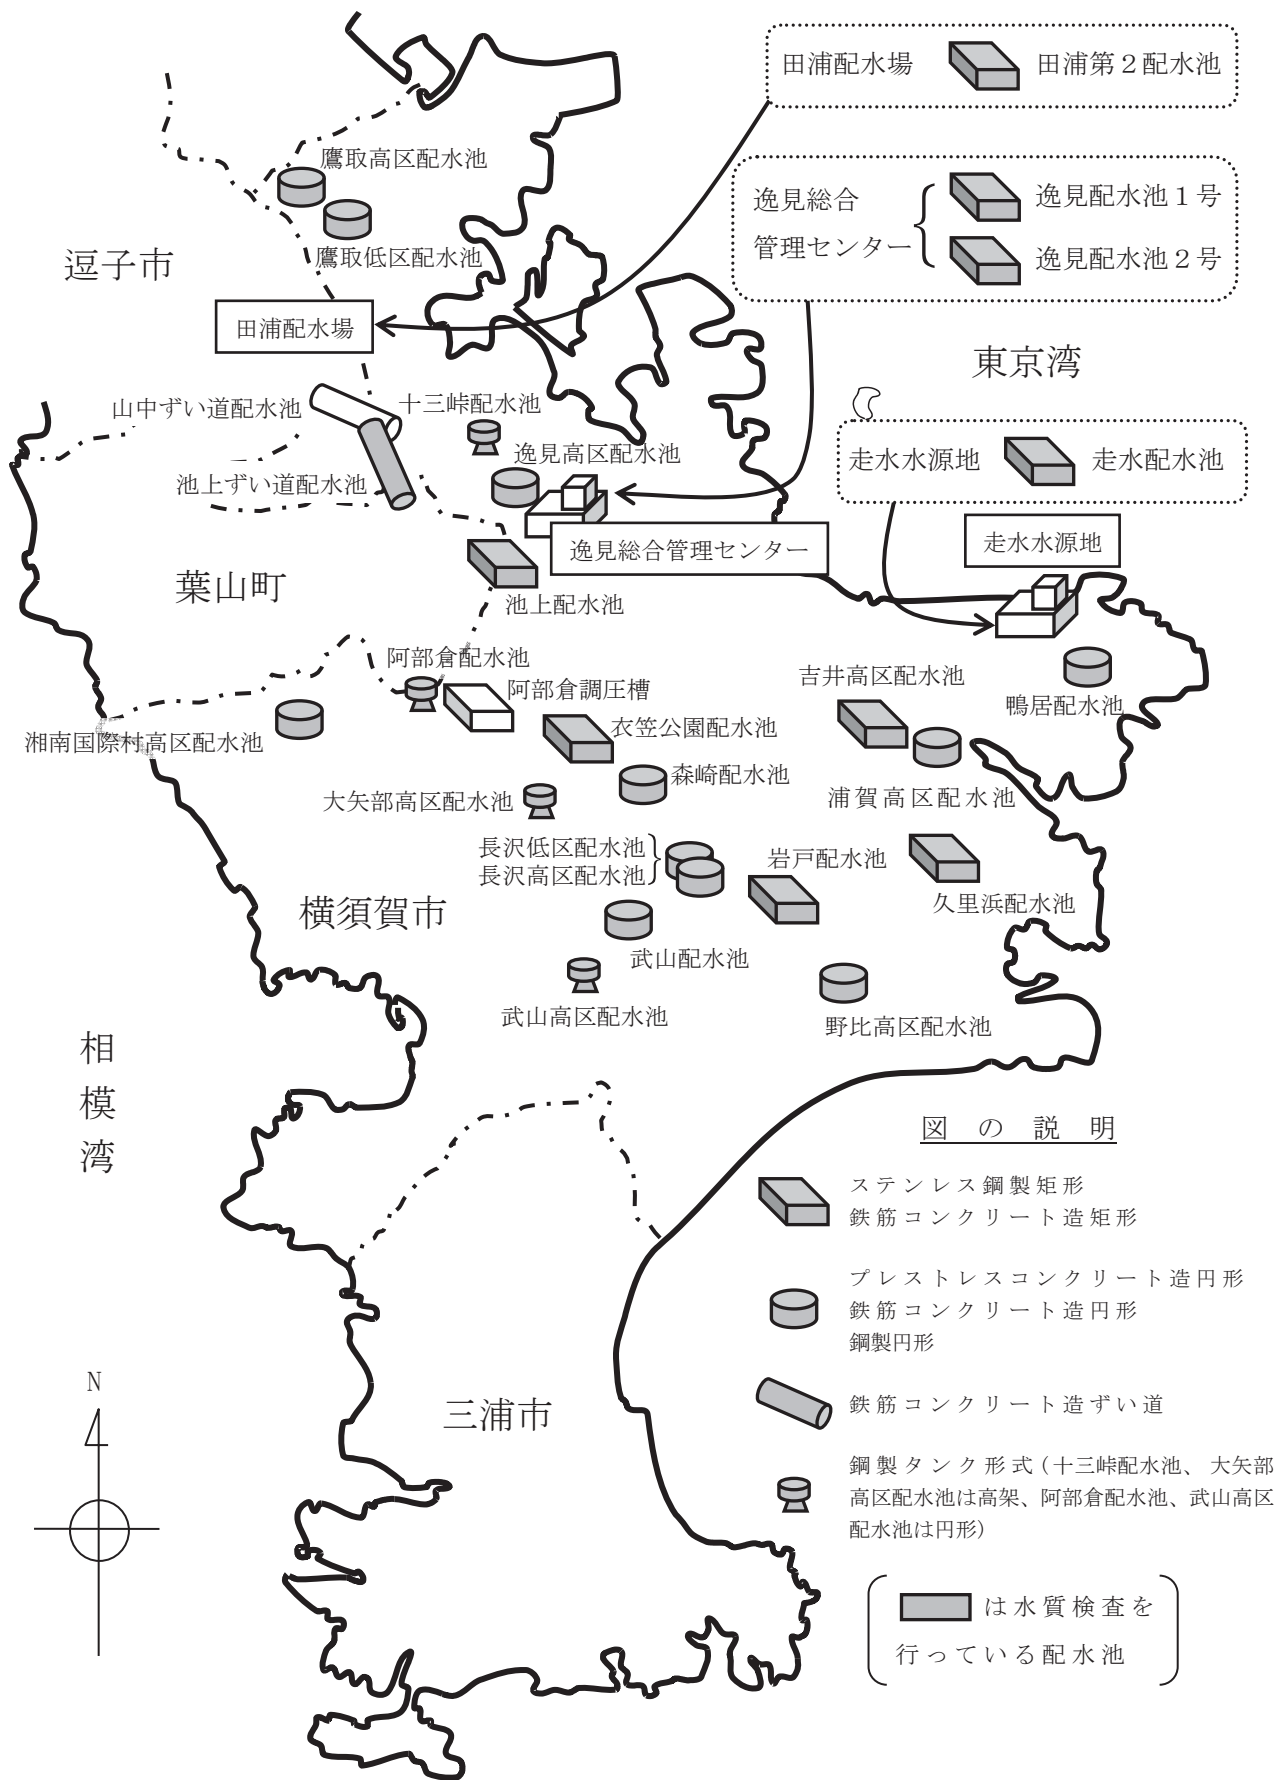 田浦配水場 田浦第2配水池
鷹取高区配水池
逸見総合
管理センター
逸見配水池1号
逸見配水池2号
鷹取低区配水池
逗子市
田浦配水場
東京湾
山中ずい道配水池
十三峠配水池
逸見高区配水池
走水水源地 走水配水池
池上ずい道配水池
走水水源地
逸見総合管理センター
葉山町
池上配水池
阿部倉配水池
吉井高区配水池
阿部倉調圧槽
鴨居配水池
衣笠公園配水池
湘南国際村高区配水池
森崎配水池
大矢部高区配水池
浦賀高区配水池
長沢低区配水池
長沢高区配水池
岩戸配水池
久里浜配水池
横須賀市
武山配水池
武山高区配水池
野比高区配水池
相
模
湾
図の説明
ステンレス鋼製矩形
鉄筋コンクリート造矩形
プレストレスコンクリート造円形
鉄筋コンクリート造円形
鋼製円形
N
三浦市
鉄筋コンクリート造ずい道
鋼製タンク形式(十三峠配水池、大矢部
高区配水池は高架、阿部倉配水池、武山高区
配水池は円形)
は水質検査を
行っている配水池